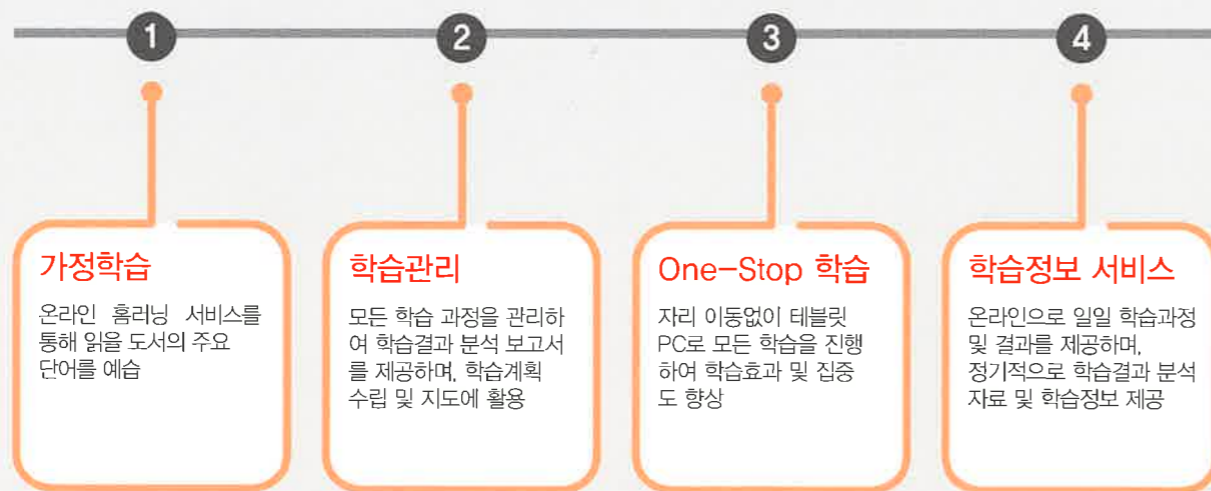 1
2
3
4
가정학습
온라인 홈러닝 서비스를
통해 읽을 도서의 주요
단어를 예습
학습관리
모든 학습 과정을 관리하
여 학습결과 분석 보고서
를 제공하며, 학습계획
수립 및 지도에 활용
One-Stop 학습
자리 이동없이 테블릿
PC로 모든 학습을 진행
하여 학습효과 및 집중
도 향상
학습정보 서비스
온라인으로 일일 학습과정
및 결과를 제공하며,
정기적으로 학습결과 분석
자료 및 학습정보 제공